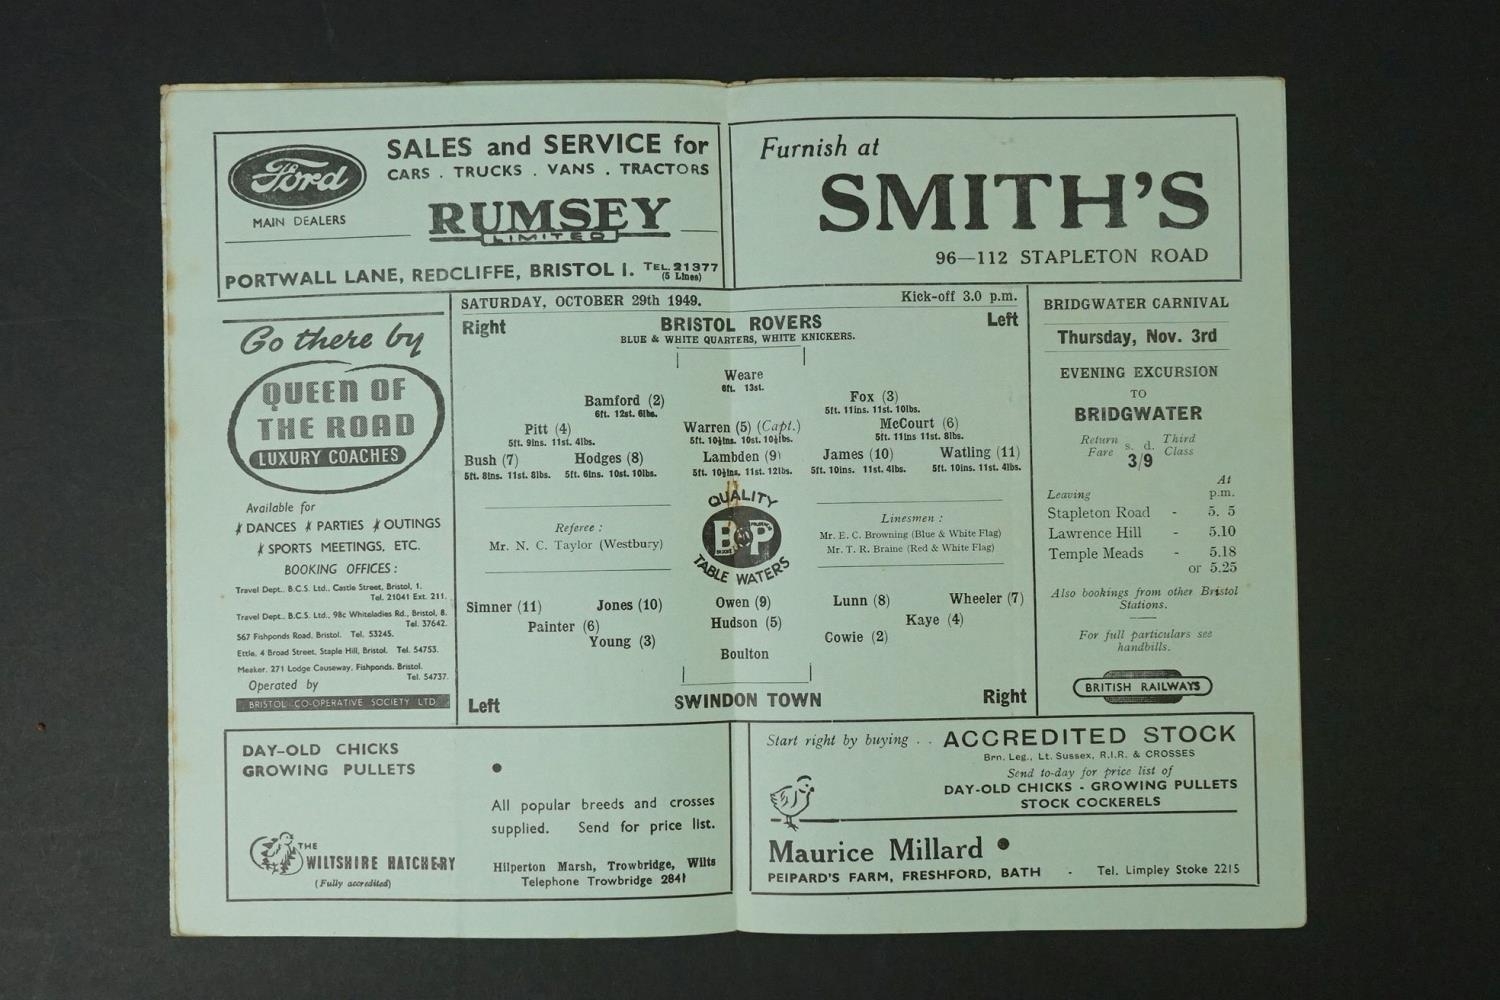 Ford
MAIN DEALERS
SALES and SERVICE for
CARS . TRUCKS . VANS . TRACTORS
RUMSEY
LIMITED
PORTWALL LANE, REDCLIFFE, BRISTOL 1. TEL. 21377
(5 Lines)
Furnish at
SMITH'S
96—112 STAPLETON ROAD
Go there by
QUEEN OF
THE ROAD
LUXURY COACHES
Available for
DANCES PARTIES OUTINGS
SPORTS MEETINGS, ETC.
BOOKING OFFICES :
Travel Dept., B.C.S. Ltd., Castle Street, Bristol, 1.
Tel. 21041 Ext. 211.
Travel Dept., B.C.S. Ltd., 98c Whiteladies Rd., Bristol, 8.
Tel. 37642.
567 Fishponds Road, Bristol. Tel. 53245.
Ettle, 4 Broad Street, Staple Hill, Bristol. Tel. 54753.
Meaker, 271 Lodge Causeway, Fishponds, Bristol.
Tel. 54737.
Operated by
BRISTOL CO-OPERATIVE SOCIETY LTD.
SATURDAY, OCTOBER 29th 1949. Kick-off 3.0 p.m.
Right BRISTOL ROVERS Left
BLUE & WHITE QUARTERS, WHITE KNICKERS.
Weare
6ft. 13st.
Bamford (2) Fox (3)
6ft. 12st. 6lbs. 5ft. 11ins. 11st. 10lbs.
Pitt (4) Warren (5) (Capt.) McCourt (6)
5ft. 9ins. 11st. 4lbs. 5ft. 10½ins. 10st. 10½lbs. 5ft. 11ins 11st. 8lbs.
Bush (7) Hodges (8) Lambden (9) James (10) Watling (11)
5ft. 8ins. 11st. 8lbs. 5ft. 6ins. 10st. 10lbs. 5ft. 10½ins. 11st. 12lbs. 5ft. 10ins. 11st. 4lbs. 5ft. 10ins. 11st. 4lbs.
Referee :
Mr. N. C. Taylor (Westbury)
QUALITY
B P
TABLE WATERS
Linesmen :
Mr. E. C. Browning (Blue & White Flag)
Mr. T. R. Braine (Red & White Flag)
Simner (11) Jones (10) Owen (9) Lunn (8) Wheeler (7)
Painter (6) Hudson (5) Kaye (4)
Young (3) Cowie (2)
Boulton
Left SWINDON TOWN Right
BRIDGWATER CARNIVAL
Thursday, Nov. 3rd
EVENING EXCURSION
TO
BRIDGWATER
Return s. d. Third
Fare 3/9 Class
At
Leaving p.m.
Stapleton Road - 5. 5
Lawrence Hill - 5.10
Temple Meads - 5.18
or 5.25
Also bookings from other Bristol
Stations.
For full particulars see
handbills.
BRITISH RAILWAYS
DAY-OLD CHICKS
GROWING PULLETS
All popular breeds and crosses
supplied. Send for price list.
THE
WILTSHIRE HATCHERY
(Fully accredited)
Hilperton Marsh, Trowbridge, Wilts
Telephone Trowbridge 2841
Start right by buying . . ACCREDITED STOCK
Brn. Leg., Lt. Sussex, R.I.R. & CROSSES
Send to-day for price list of
DAY-OLD CHICKS - GROWING PULLETS
STOCK COCKERELS
Maurice Millard
PEIPARD'S FARM, FRESHFORD, BATH - Tel. Limpley Stoke 2215